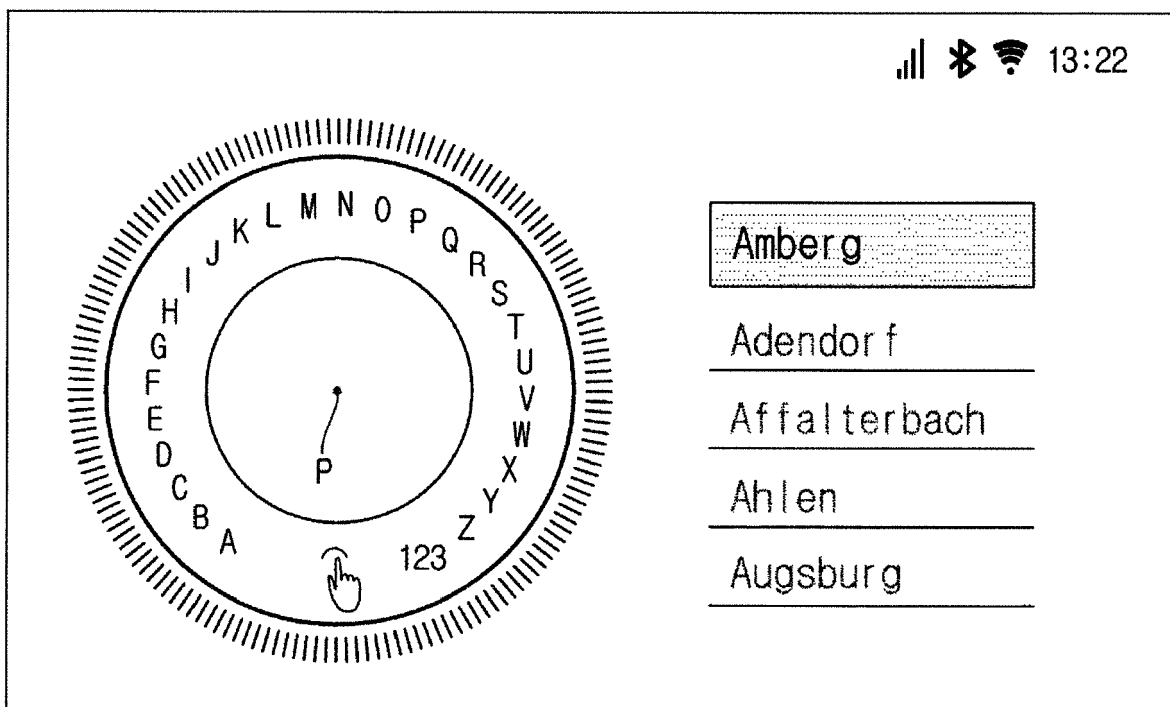 13:22
A B C D E F G H I J K L M N O P Q R S T U V W X Y Z 123
P
Amberg
Adendorf
Affalterbach
Ahlen
Augsburg